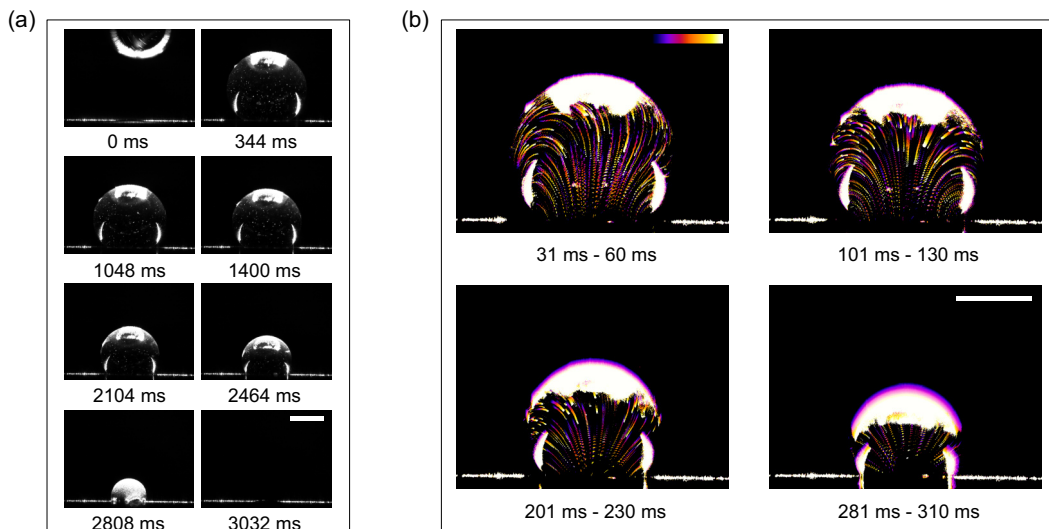 (a)
0 ms
344 ms
1048 ms
1400 ms
2104 ms
2464 ms
2808 ms
3032 ms
(b)
31 ms - 60 ms
101 ms - 130 ms
201 ms - 230 ms
281 ms - 310 ms